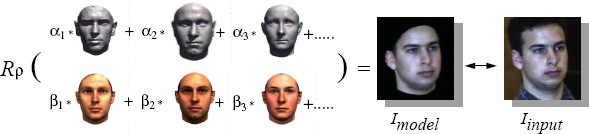 α1 * + α2 * + α3 * +.....
Rρ ( ) =
β1 * + β2 * + β3 * +.....
Imodel Iinput